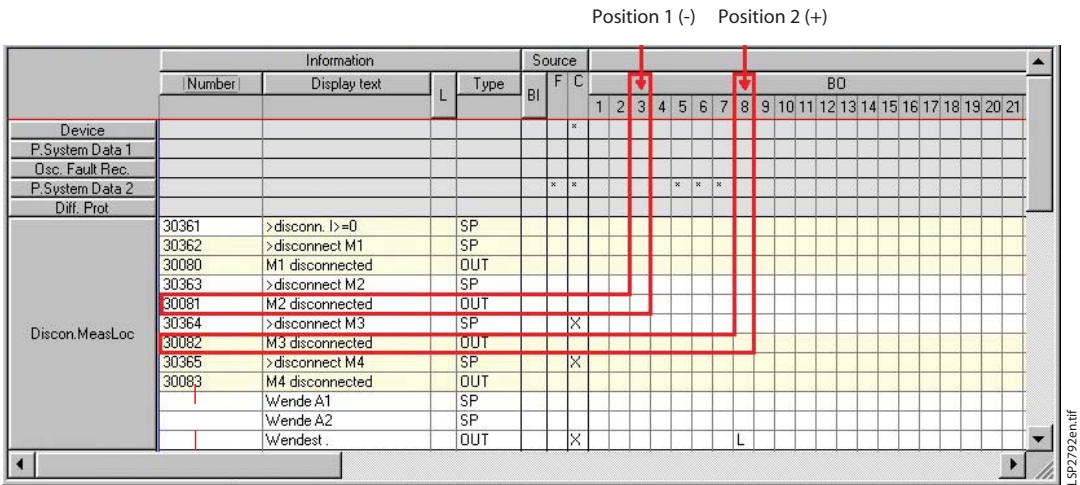 Position 1 (-) Position 2 (+)
Information Source
Number Display text L Type BI F C BO
1 2 3 4 5 6 7 8 9 10 11 12 13 14 15 16 17 18 19 20 21
Device *
P.System Data 1
Osc. Fault Rec.
P.System Data 2 * * * * *
Diff. Prot
Discon.MeasLoc
30361 >disconn. I>=0 SP
30362 >disconnect M1 SP
30080 M1 disconnected OUT
30363 >disconnect M2 SP
30081 M2 disconnected OUT
30364 >disconnect M3 SP X
30082 M3 disconnected OUT
30365 >disconnect M4 SP X
30083 M4 disconnected OUT
Wende A1 SP
Wende A2 SP
Wendest . OUT X L
LSP2792en.tif